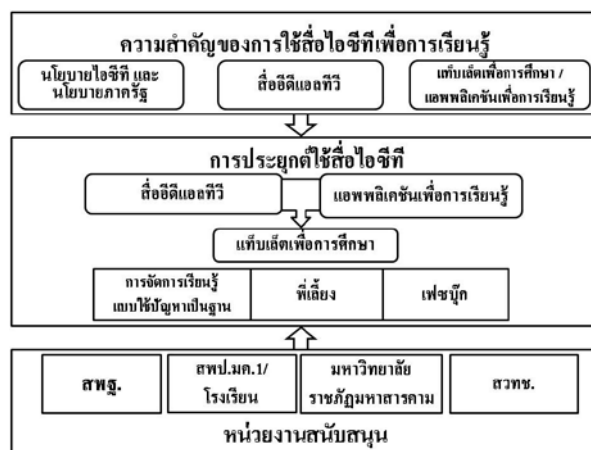 ความสำคัญของการใช้สื่อไอซีทีเพื่อการเรียนรู้
นโยบายไอซีที และ
นโยบายภาครัฐ
สื่ออีดีแอลทีวี
แท็บเล็ตเพื่อการศึกษา /
แอพพลิเคชันเพื่อการเรียนรู้
การประยุกต์ใช้สื่อไอซีที
สื่ออีดีแอลทีวี
แอพพลิเคชันเพื่อการเรียนรู้
แท็บเล็ตเพื่อการศึกษา
การจัดการเรียนรู้
แบบใช้ปัญหาเป็นฐาน
พี่เลี้ยง
เฟซบุ๊ก
สพฐ.
สพป.มค.1/
โรงเรียน
มหาวิทยาลัย
ราชภัฏมหาสารคาม
สวทช.
หน่วยงานสนับสนุน